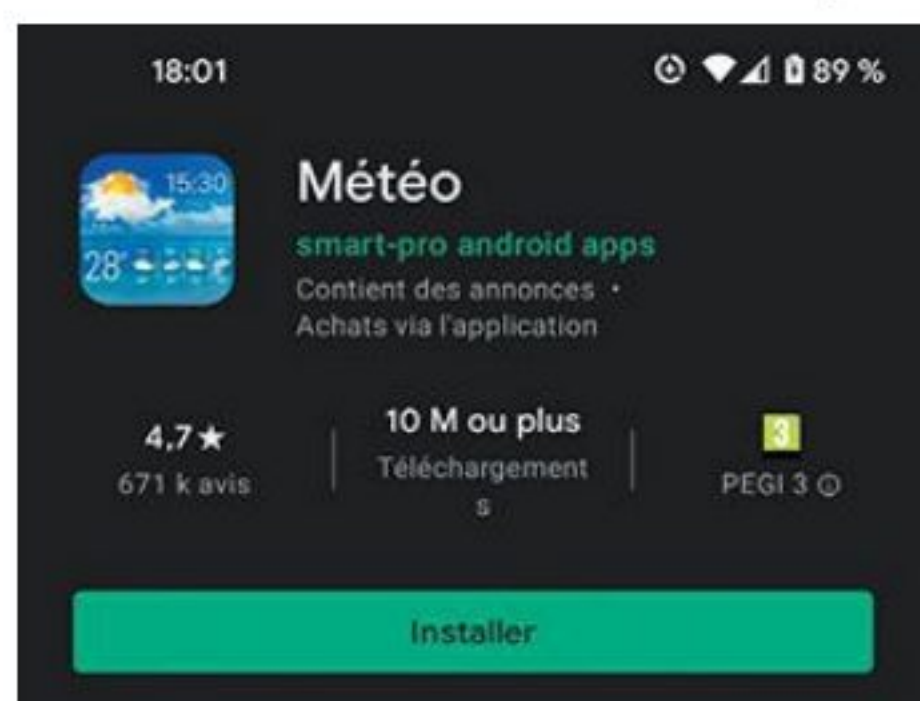 18:01
89 %
15:30
28°
Météo
smart-pro android apps
Contient des annonces •
Achats via l'application
4,7★
671 k avis
10 M ou plus
Téléchargement
s
3
PEGI 3
Installer